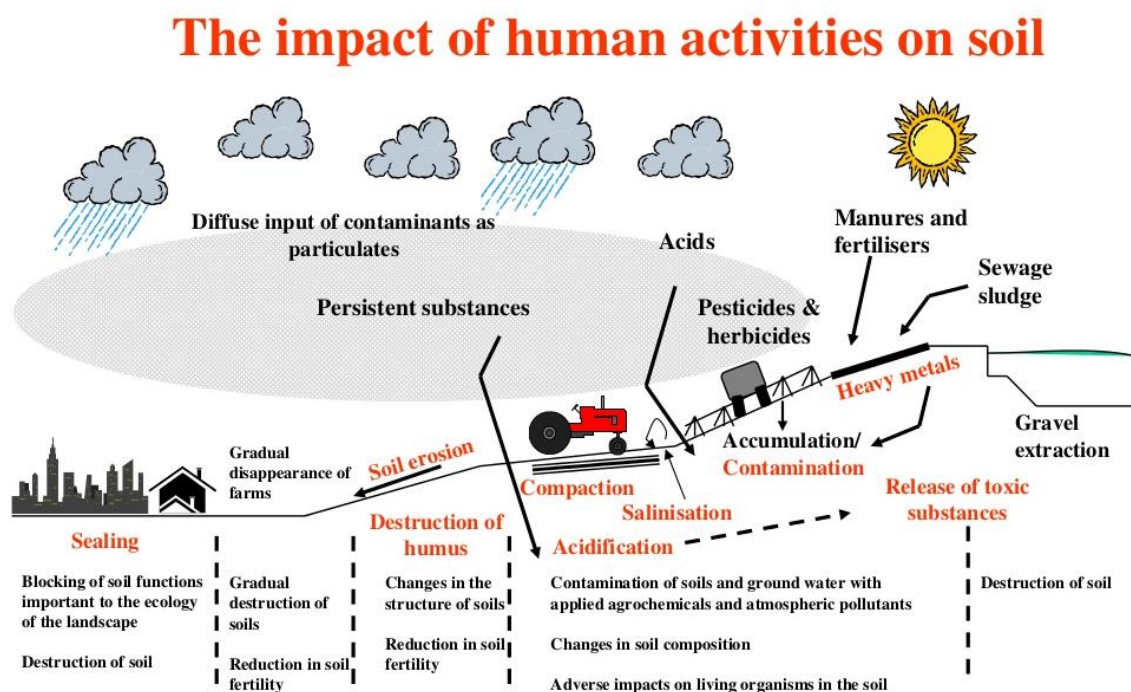 The impact of human activities on soil
Diffuse input of contaminants as
particulates
Acids
Manures and
fertilisers
Sewage
sludge
Persistent substances
Pesticides &
herbicides
Heavy metals
Gravel
extraction
Accumulation/
Contamination
Gradual
disappearance of
farms
Soil erosion
Compaction
Salinisation
Release of toxic
substances
Sealing
Destruction of
humus
Acidification
Blocking of soil functions
important to the ecology
of the landscape
Destruction of soil
Gradual
destruction of
soils
Reduction in soil
fertility
Changes in the
structure of soils
Reduction in soil
fertility
Contamination of soils and ground water with
applied agrochemicals and atmospheric pollutants
Changes in soil composition
Adverse impacts on living organisms in the soil
Destruction of soil